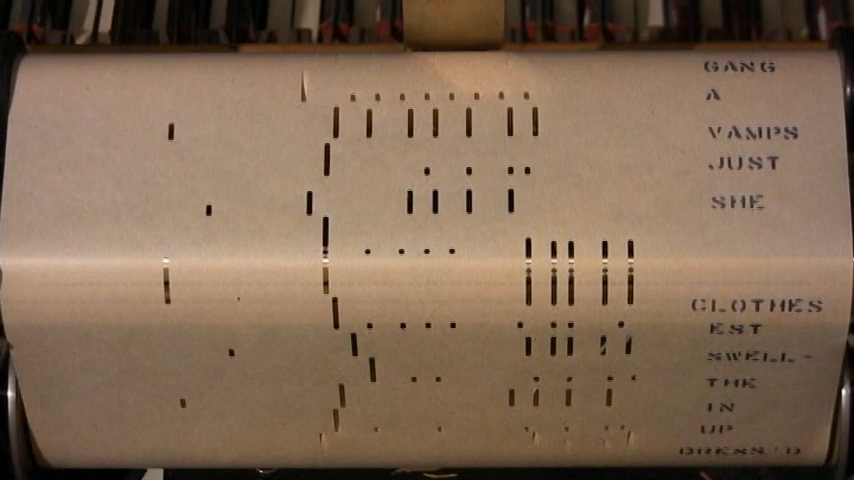 GANG
A
VAMPS
JUST
SHE
CLOTHES
EST
SWELL-
THE
IN
UP
DRESS'D